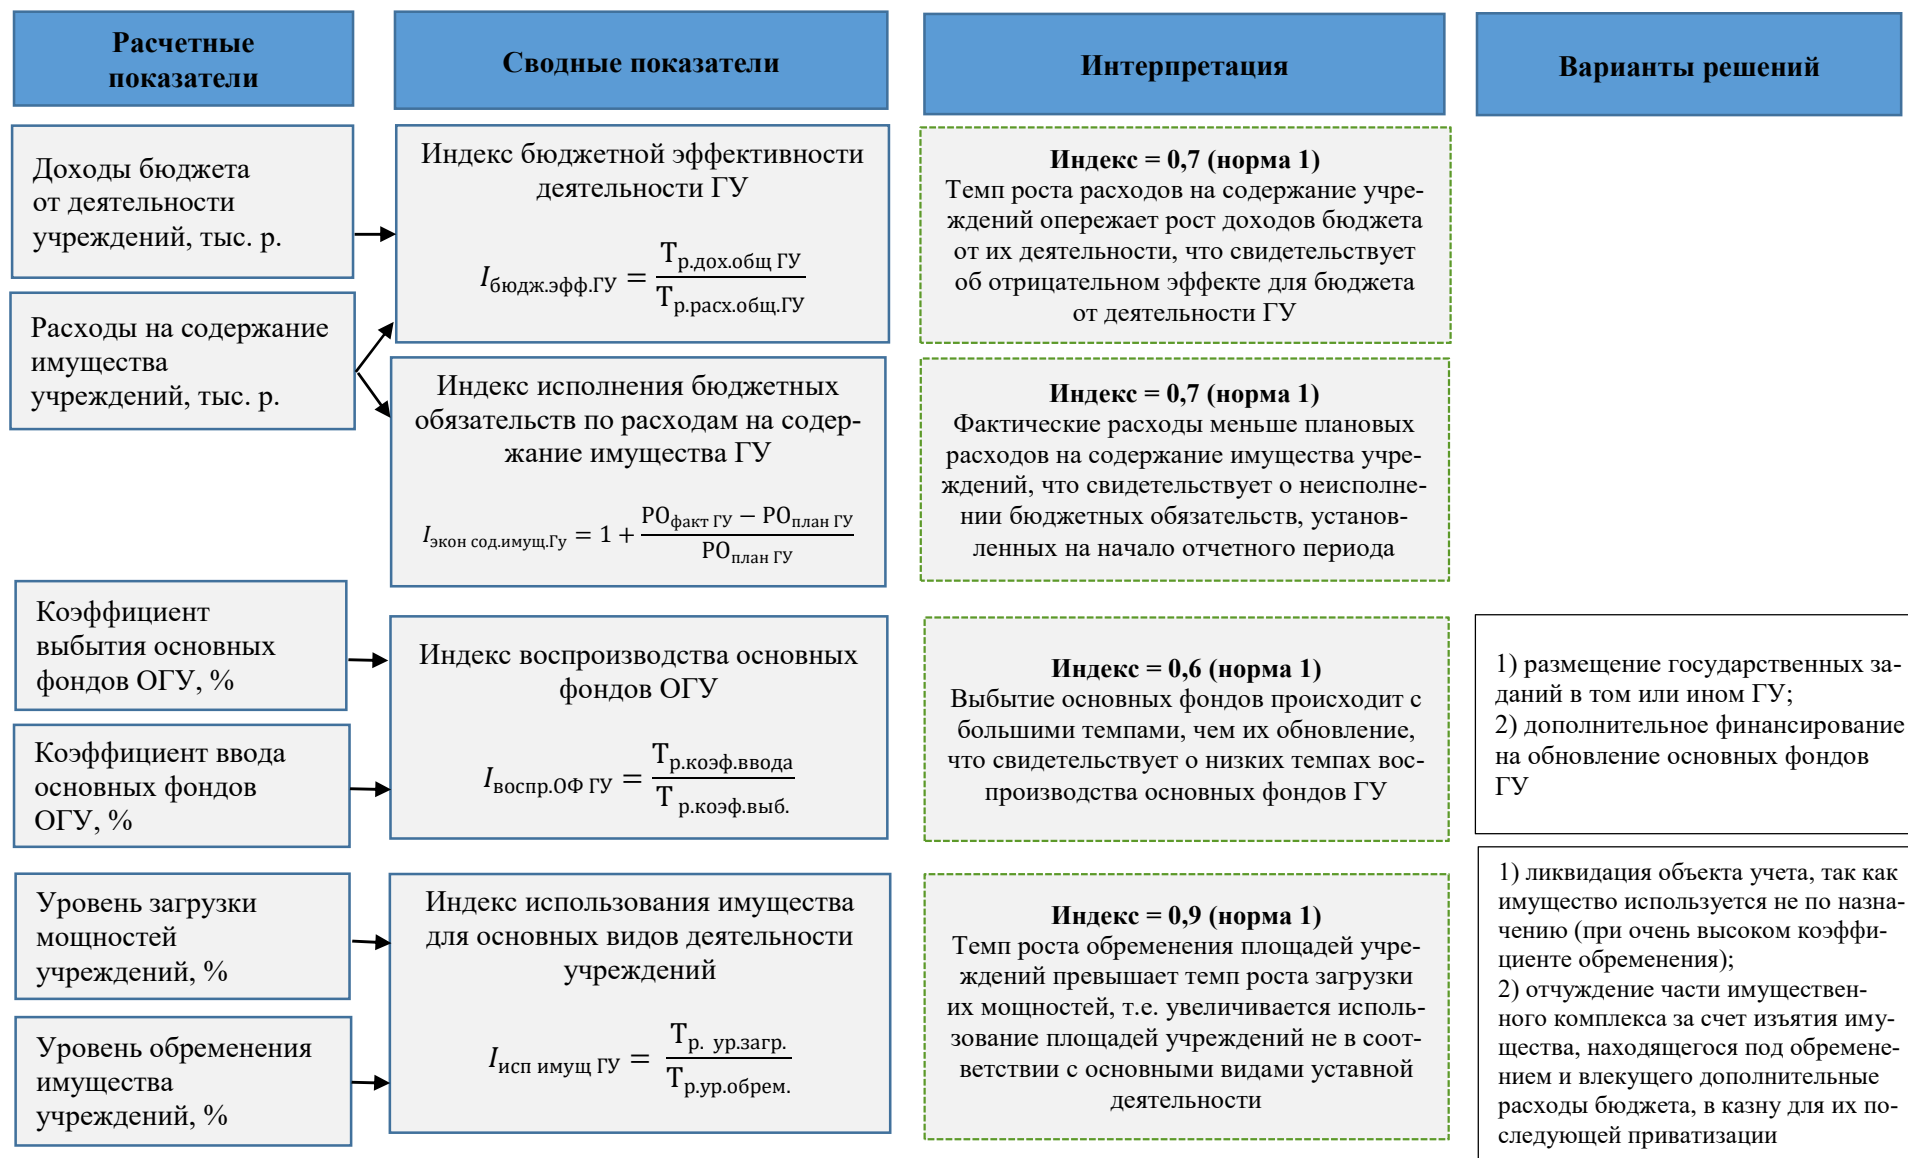 Расчетные
показатели
Сводные показатели
Интерпретация
Варианты решений
Доходы бюджета
от деятельности
учреждений, тыс. р.
Расходы на содержание
имущества
учреждений, тыс. р.
Индекс бюджетной эффективности
деятельности ГУ
I бюдж.эфф.ГУ = Т р.дох.общ ГУ / Т р.расх.общ.ГУ
Индекс = 0,7 (норма 1)
Темп роста расходов на содержание учре-
ждений опережает рост доходов бюджета
от их деятельности, что свидетельствует
об отрицательном эффекте для бюджета
от деятельности ГУ
Индекс исполнения бюджетных
обязательств по расходам на содер-
жание имущества ГУ
I экон сод.имущ.Гу = 1 + РО факт ГУ − РО план ГУ / РО план ГУ
Индекс = 0,7 (норма 1)
Фактические расходы меньше плановых
расходов на содержание имущества учре-
ждений, что свидетельствует о неисполне-
нии бюджетных обязательств, установ-
ленных на начало отчетного периода
Коэффициент
выбытия основных
фондов ОГУ, %
Коэффициент ввода
основных фондов
ОГУ, %
Индекс воспроизводства основных
фондов ОГУ
I воспр.ОФ ГУ = Т р.коэф.ввода / Т р.коэф.выб.
Индекс = 0,6 (норма 1)
Выбытие основных фондов происходит с
большими темпами, чем их обновление,
что свидетельствует о низких темпах вос-
производства основных фондов ГУ
1) размещение государственных за-
даний в том или ином ГУ;
2) дополнительное финансирование
на обновление основных фондов
ГУ
Уровень загрузки
мощностей
учреждений, %
Уровень обременения
имущества
учреждений, %
Индекс использования имущества
для основных видов деятельности
учреждений
I исп имущ ГУ = Т р. ур.загр. / Т р.ур.обрем.
Индекс = 0,9 (норма 1)
Темп роста обременения площадей учре-
ждений превышает темп роста загрузки
их мощностей, т.е. увеличивается исполь-
зование площадей учреждений не в соот-
ветствии с основными видами уставной
деятельности
1) ликвидация объекта учета, так как
имущество используется не по назна-
чению (при очень высоком коэффи-
циенте обременения);
2) отчуждение части имуществен-
ного комплекса за счет изъятия иму-
щества, находящегося под обремене-
нием и влекущего дополнительные
расходы бюджета, в казну для их по-
следующей приватизации